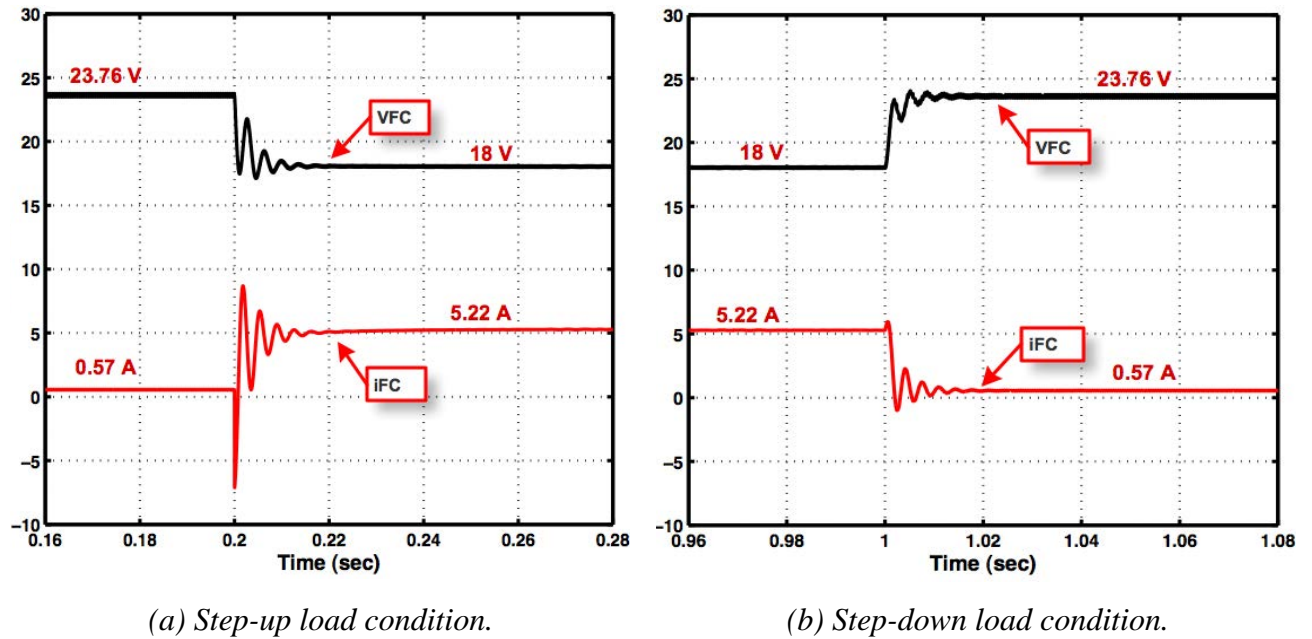 30
25
20
15
10
5
0
−5
−10
23.76 V
VFC
18 V
5.22 A
0.57 A
iFC
0.16 0.18 0.2 0.22 0.24 0.26 0.28
Time (sec)
(a) Step-up load condition.
30
25
20
15
10
5
0
−5
−10
23.76 V
18 V
VFC
5.22 A
iFC
0.57 A
0.96 0.98 1 1.02 1.04 1.06 1.08
Time (sec)
(b) Step-down load condition.